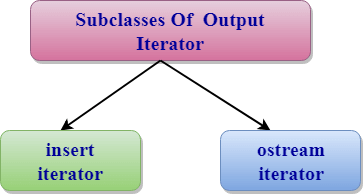 Subclasses Of Output
Iterator
insert
iterator
ostream
iterator